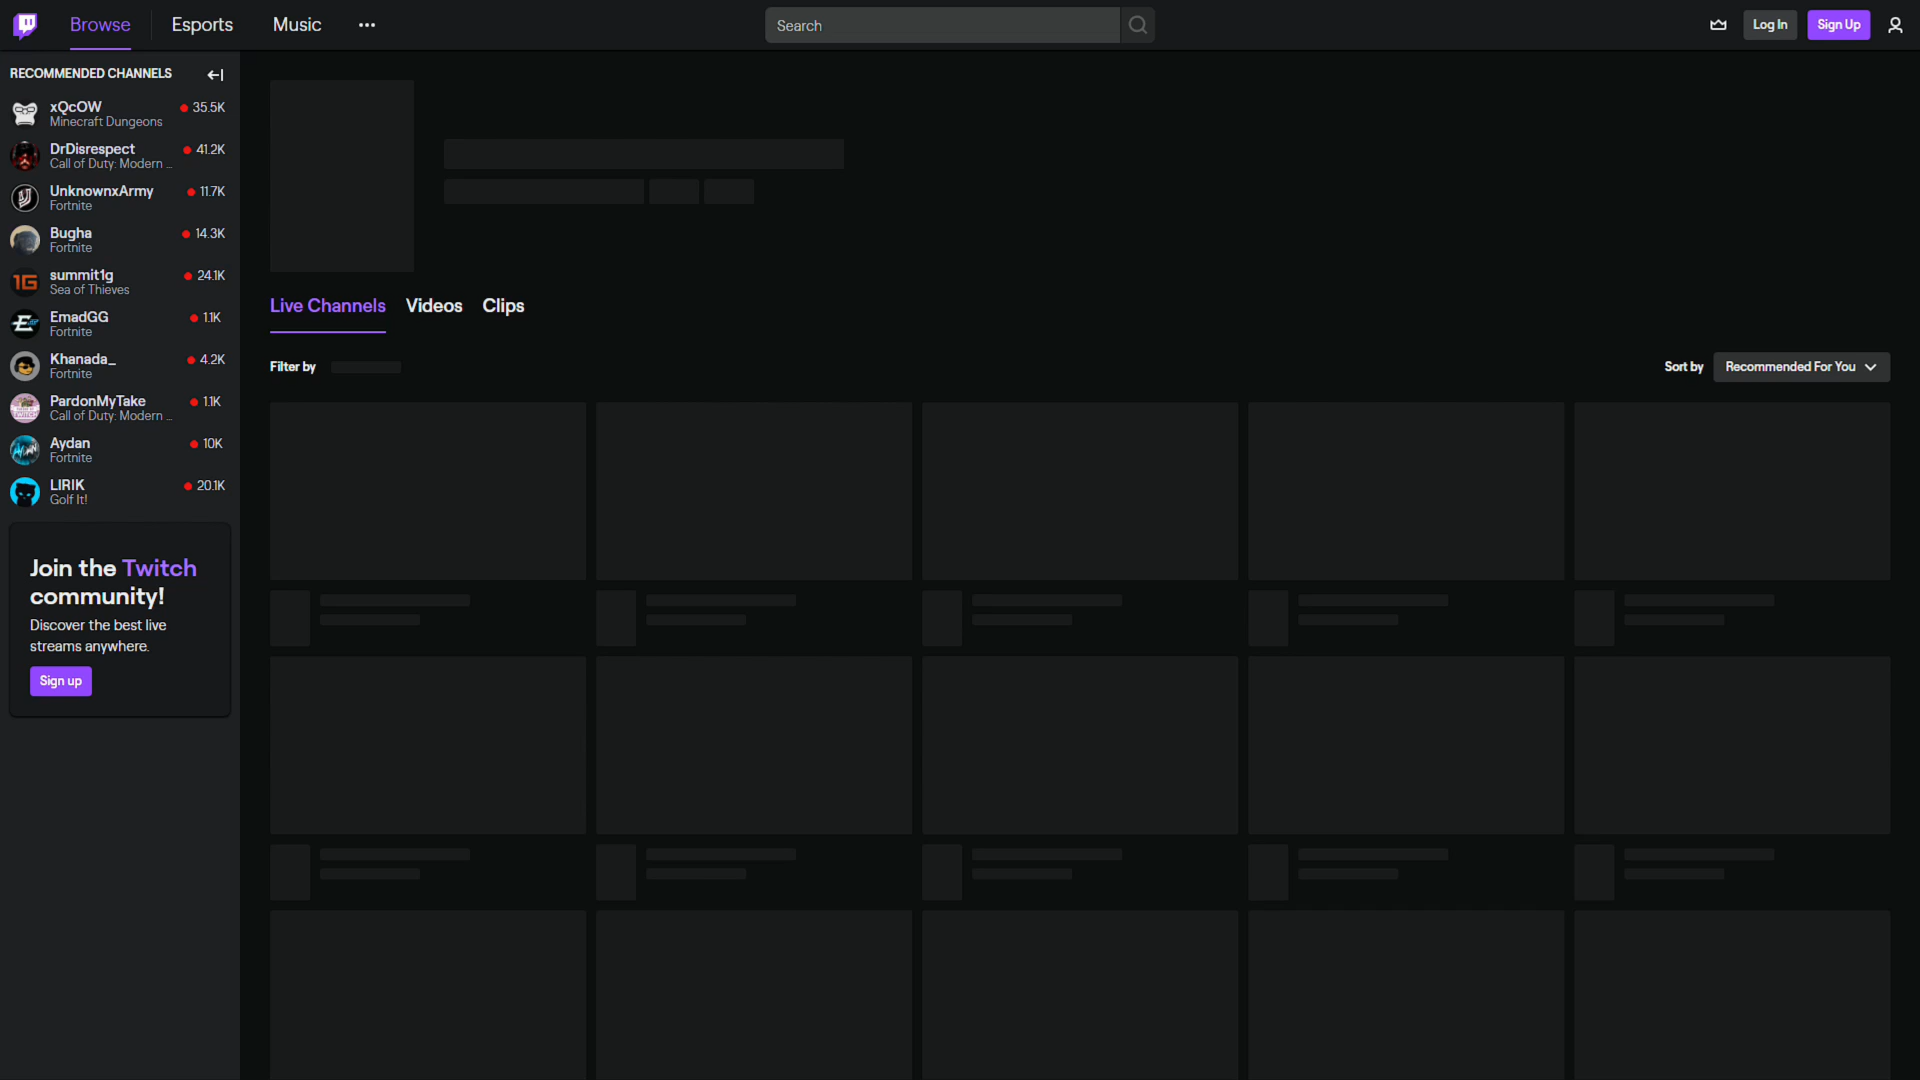 Browse
Esports
Music
Search
Log In
Sign Up
RECOMMENDED CHANNELS
xQcOW
35.5K
Minecraft Dungeons
DrDisrespect
41.2K
Call of Duty: Modern ...
UnknownxArmy
11.7K
Fortnite
Bugha
14.3K
Fortnite
summit1g
24.1K
Sea of Thieves
EmadGG
1.1K
Fortnite
Khanada_
4.2K
Fortnite
PardonMyTake
1.1K
Call of Duty: Modern ...
Aydan
10K
Fortnite
LIRIK
20.1K
Golf It!
Join the Twitch
community!
Discover the best live
streams anywhere.
Sign up
Live Channels
Videos
Clips
Filter by
Sort by
Recommended For You